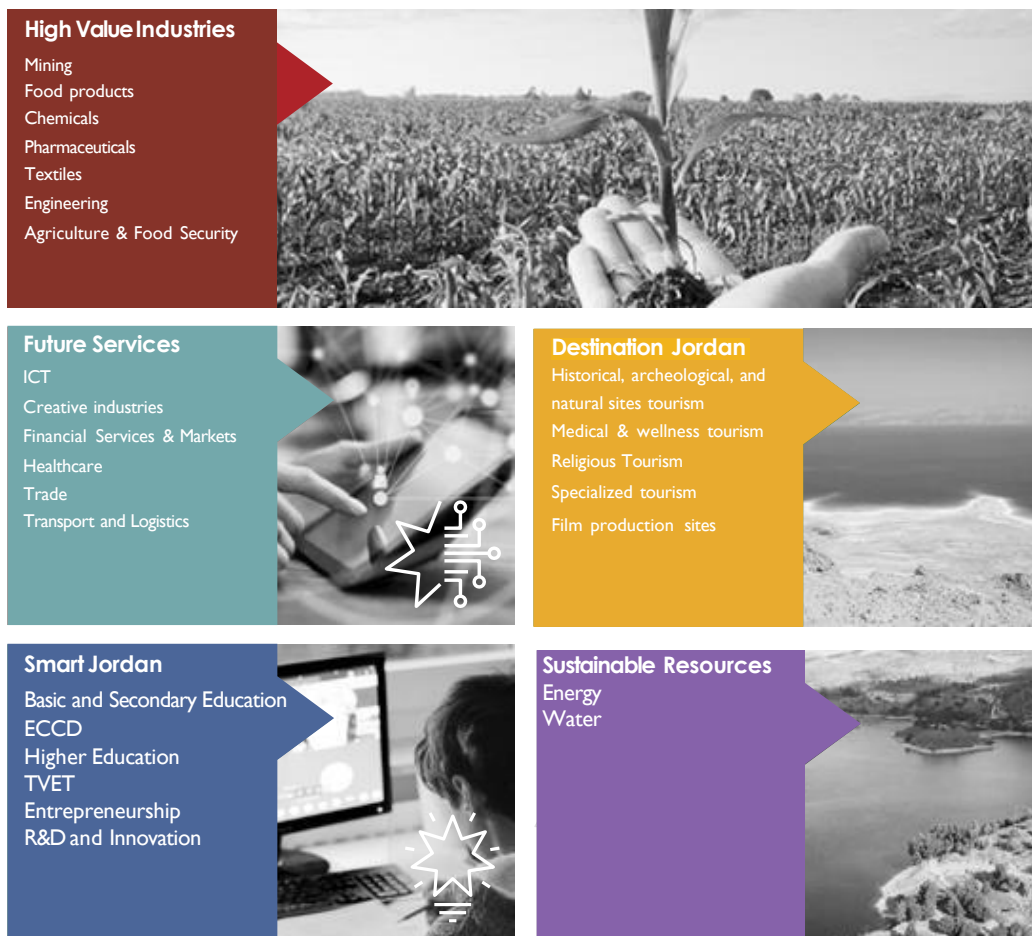 High Value Industries
Mining
Food products
Chemicals
Pharmaceuticals
Textiles
Engineering
Agriculture & Food Security
Future Services
ICT
Creative industries
Financial Services & Markets
Healthcare
Trade
Transport and Logistics
Destination Jordan
Historical, archeological, and
natural sites tourism
Medical & wellness tourism
Religious Tourism
Specialized tourism
Film production sites
Smart Jordan
Basic and Secondary Education
ECCD
Higher Education
TVET
Entrepreneurship
R&D and Innovation
Sustainable Resources
Energy
Water